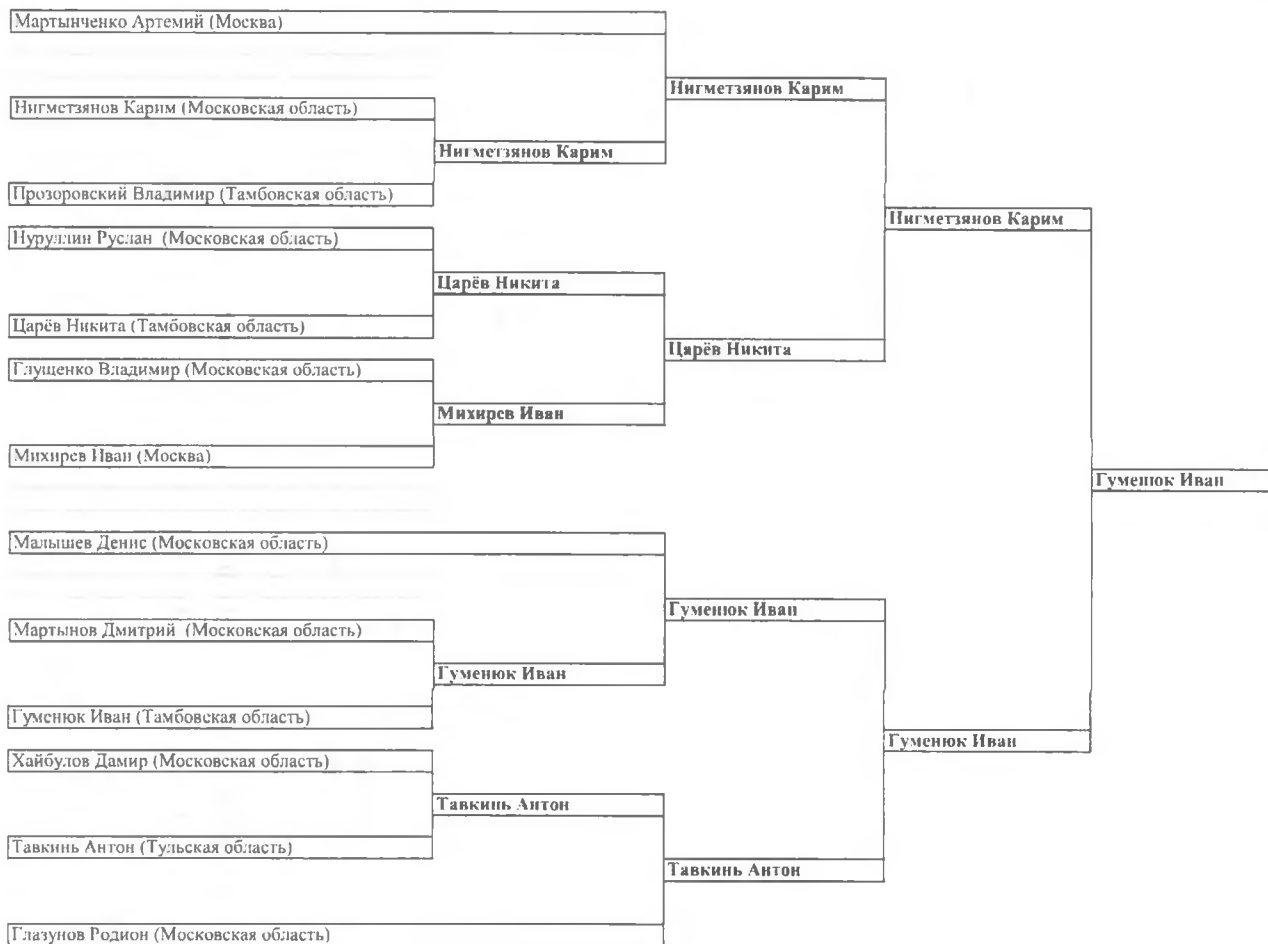 Мартынченко Артемий (Москва)
Нигметзянов Карим
Нигметзянов Карим (Московская область)
Нигметзянов Карим
Прозоровский Владимир (Тамбовская область)
Нигметзянов Карим
Нуруллин Руслан (Московская область)
Царёв Никита
Царёв Никита (Тамбовская область)
Царёв Никита
Глущенко Владимир (Московская область)
Михирев Иван
Михирев Иван (Москва)
Гуменюк Иван
Малышев Денис (Московская область)
Гуменюк Иван
Мартынов Дмитрий (Московская область)
Гуменюк Иван
Гуменюк Иван (Тамбовская область)
Гуменюк Иван
Хайбулов Дамир (Московская область)
Тавкинь Антон
Тавкинь Антон (Тульская область)
Тавкинь Антон
Глазунов Родион (Московская область)